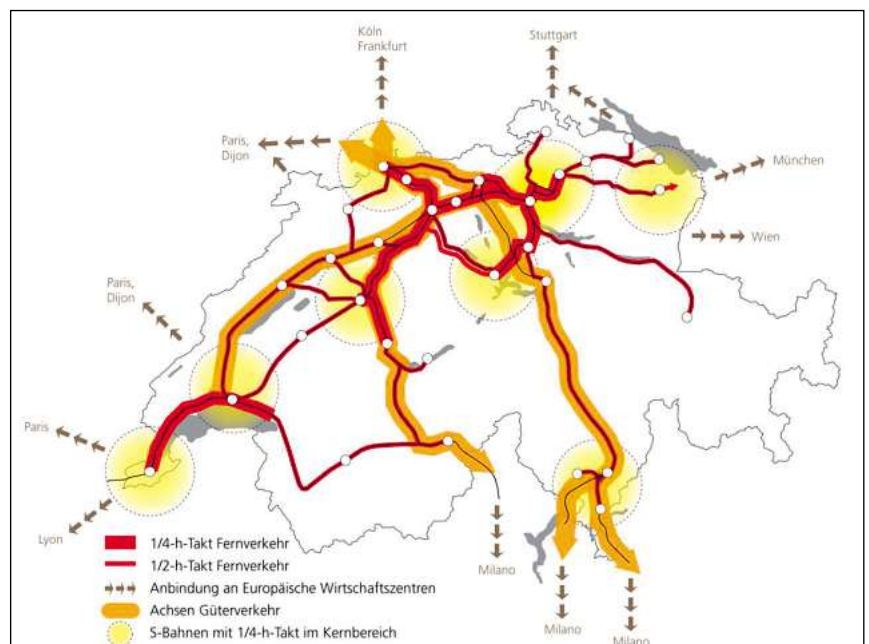 Köln
Frankfurt
Stuttgart
Paris,
Dijon
München
Wien
Paris,
Dijon
Paris
Lyon
1/4-h-Takt Fernverkehr
1/2-h-Takt Fernverkehr
Anbindung an Europäische Wirtschaftszentren
Achsen Güterverkehr
S-Bahnen mit 1/4-h-Takt im Kernbereich
Milano
Milano
Milano